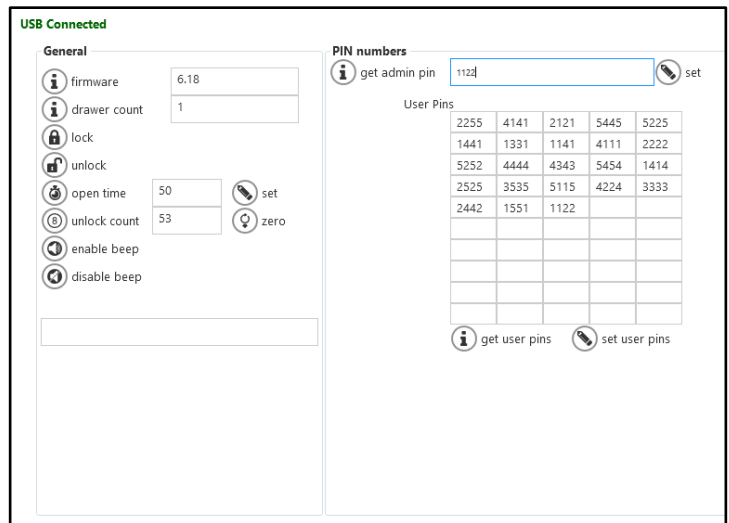 USB Connected
General
firmware 6.18
drawer count 1
lock
unlock
open time 50 set
8 unlock count 53 zero
enable beep
disable beep
PIN numbers
get admin pin 1122 set
User Pins
2255 4141 2121 5445 5225
1441 1331 1141 4111 2222
5252 4444 4343 5454 1414
2525 3535 5115 4224 3333
2442 1551 1122
get user pins set user pins